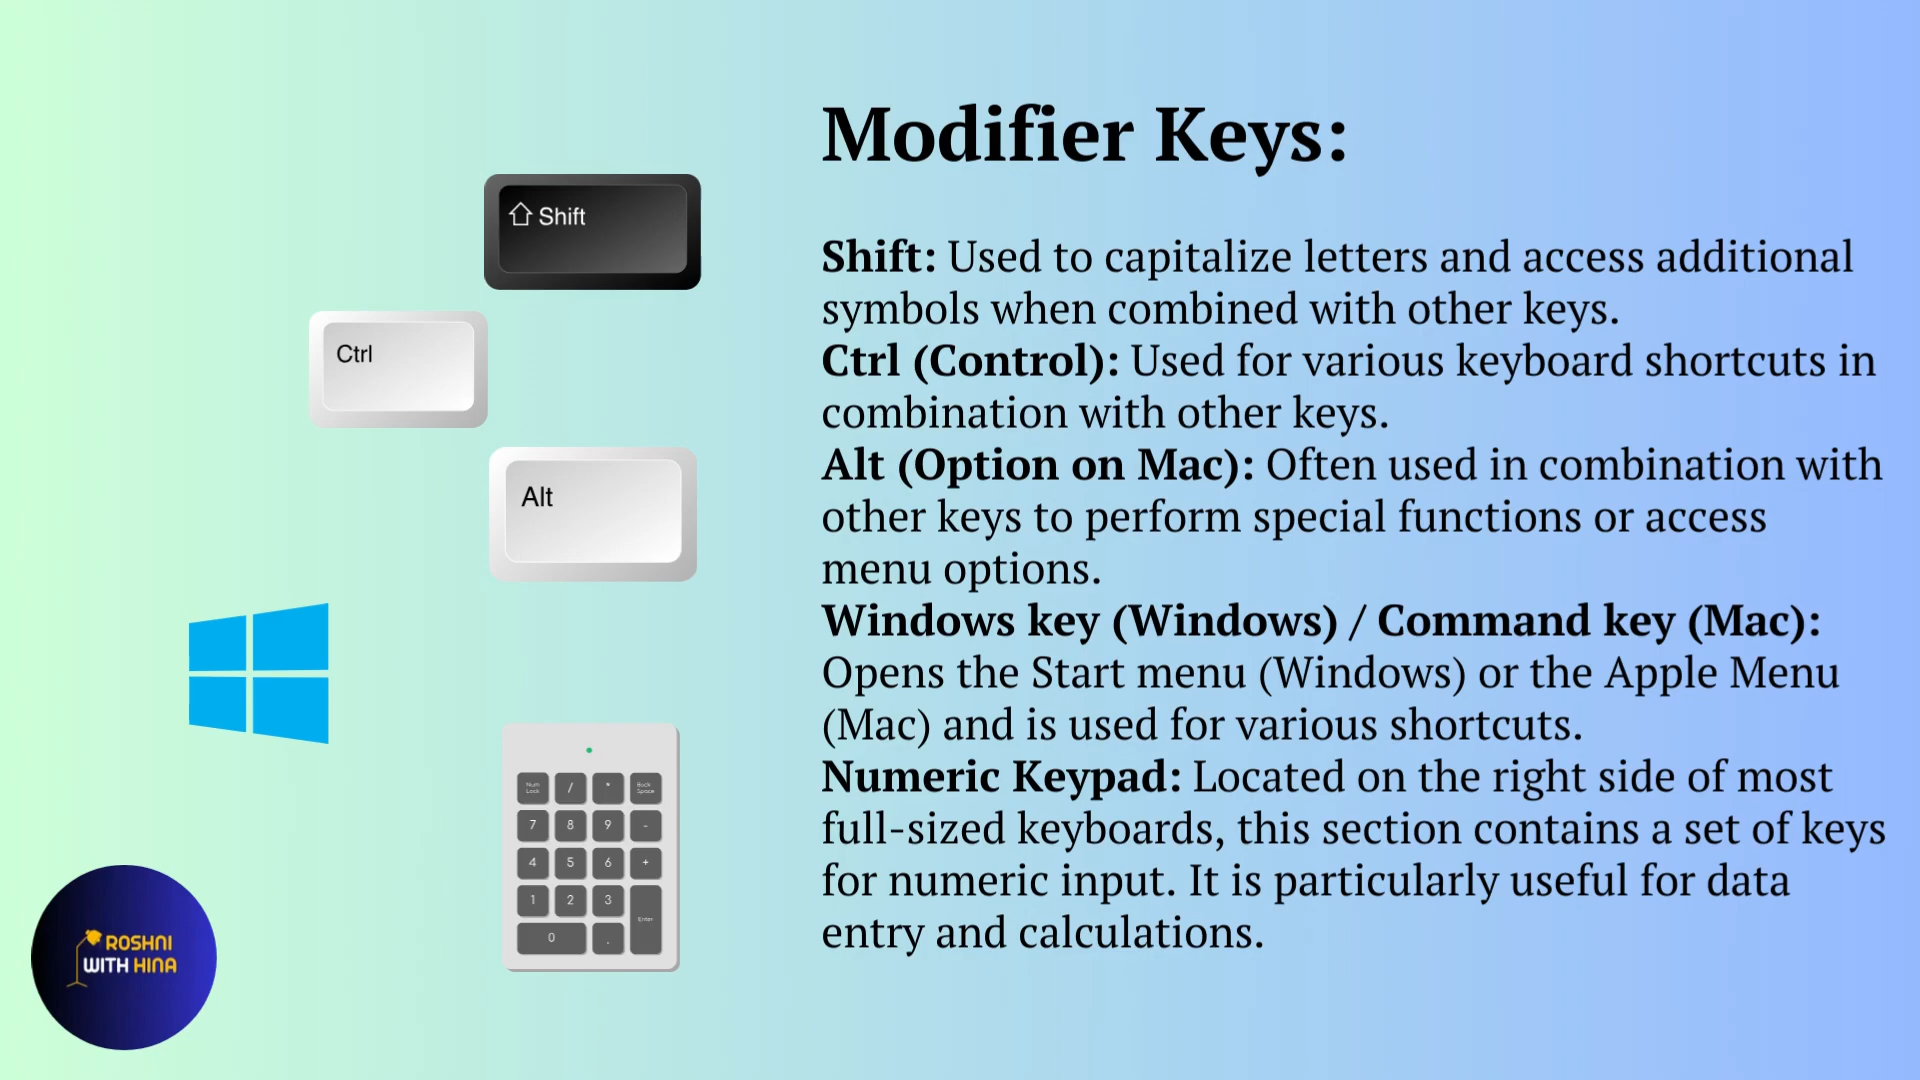 Modifier Keys:
Shift
Shift: Used to capitalize letters and access additional
symbols when combined with other keys.
Ctrl
Ctrl (Control): Used for various keyboard shortcuts in
combination with other keys.
Alt
Alt (Option on Mac): Often used in combination with
other keys to perform special functions or access
menu options.
Windows key (Windows) / Command key (Mac):
Opens the Start menu (Windows) or the Apple Menu
(Mac) and is used for various shortcuts.
Numeric Keypad: Located on the right side of most
full-sized keyboards, this section contains a set of keys
for numeric input. It is particularly useful for data
entry and calculations.
Num
Lock
/
*
Back
Space
7 8 9 -
4 5 6 +
1 2 3
Enter
0 .
ROSHNI
WITH HINA